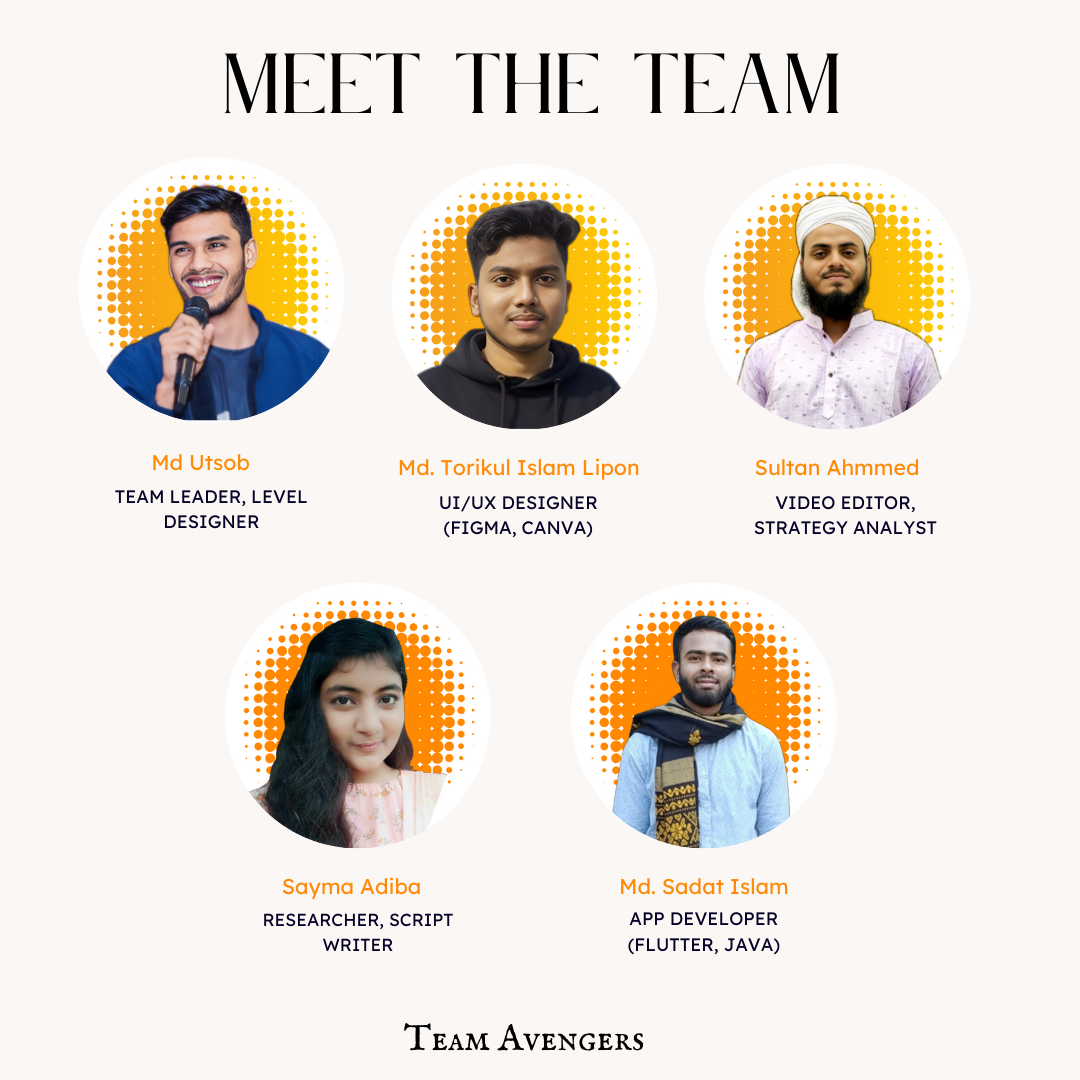 MEET THE TEAM
Md Utsob
TEAM LEADER, LEVEL
DESIGNER
Md. Torikul Islam Lipon
UI/UX DESIGNER
(FIGMA, CANVA)
Sultan Ahmmed
VIDEO EDITOR,
STRATEGY ANALYST
Sayma Adiba
RESEARCHER, SCRIPT
WRITER
Md. Sadat Islam
APP DEVELOPER
(FLUTTER, JAVA)
Team Avengers